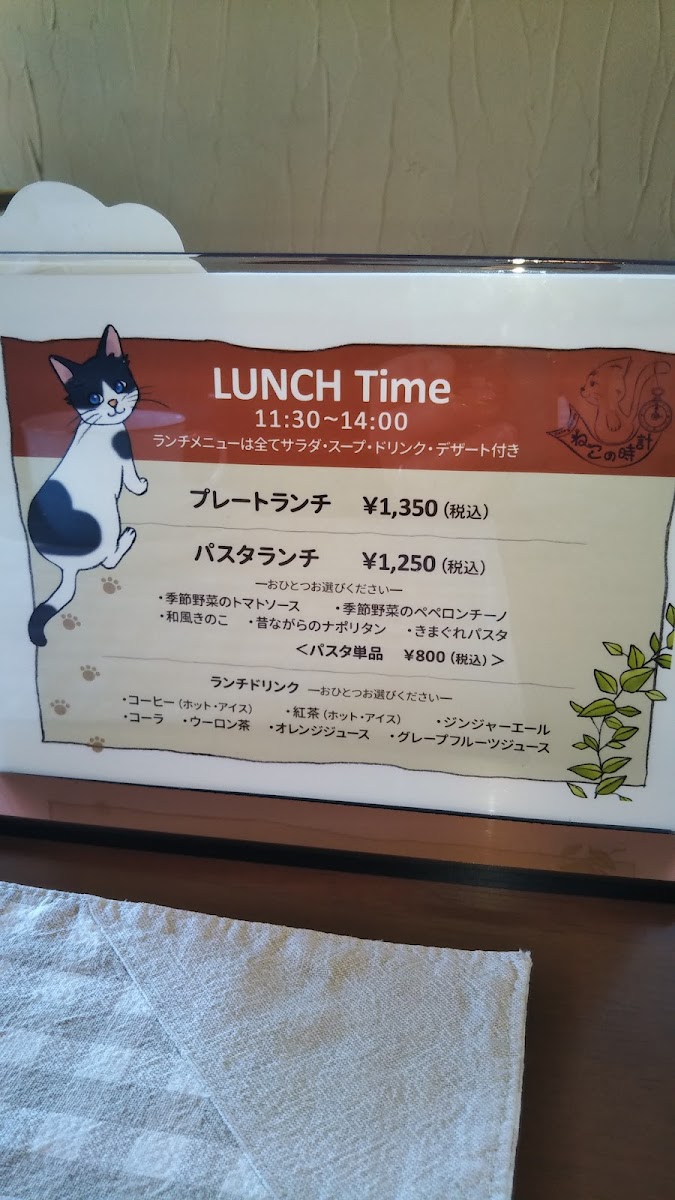 LUNCH Time
11:30～14:00
ランチメニューは全てサラダ・スープ・ドリンク・デザート付き
ねこの時計
プレートランチ ¥1,350（税込）
パスタランチ ¥1,250（税込）
―おひとつお選びください―
・季節野菜のトマトソース ・季節野菜のペペロンチーノ
・和風きのこ ・昔ながらのナポリタン ・きまぐれパスタ
＜パスタ単品 ¥800（税込）＞
ランチドリンク ―おひとつお選びください―
・コーヒー（ホット・アイス） ・紅茶（ホット・アイス） ・ジンジャーエール
・コーラ ・ウーロン茶 ・オレンジジュース ・グレープフルーツジュース